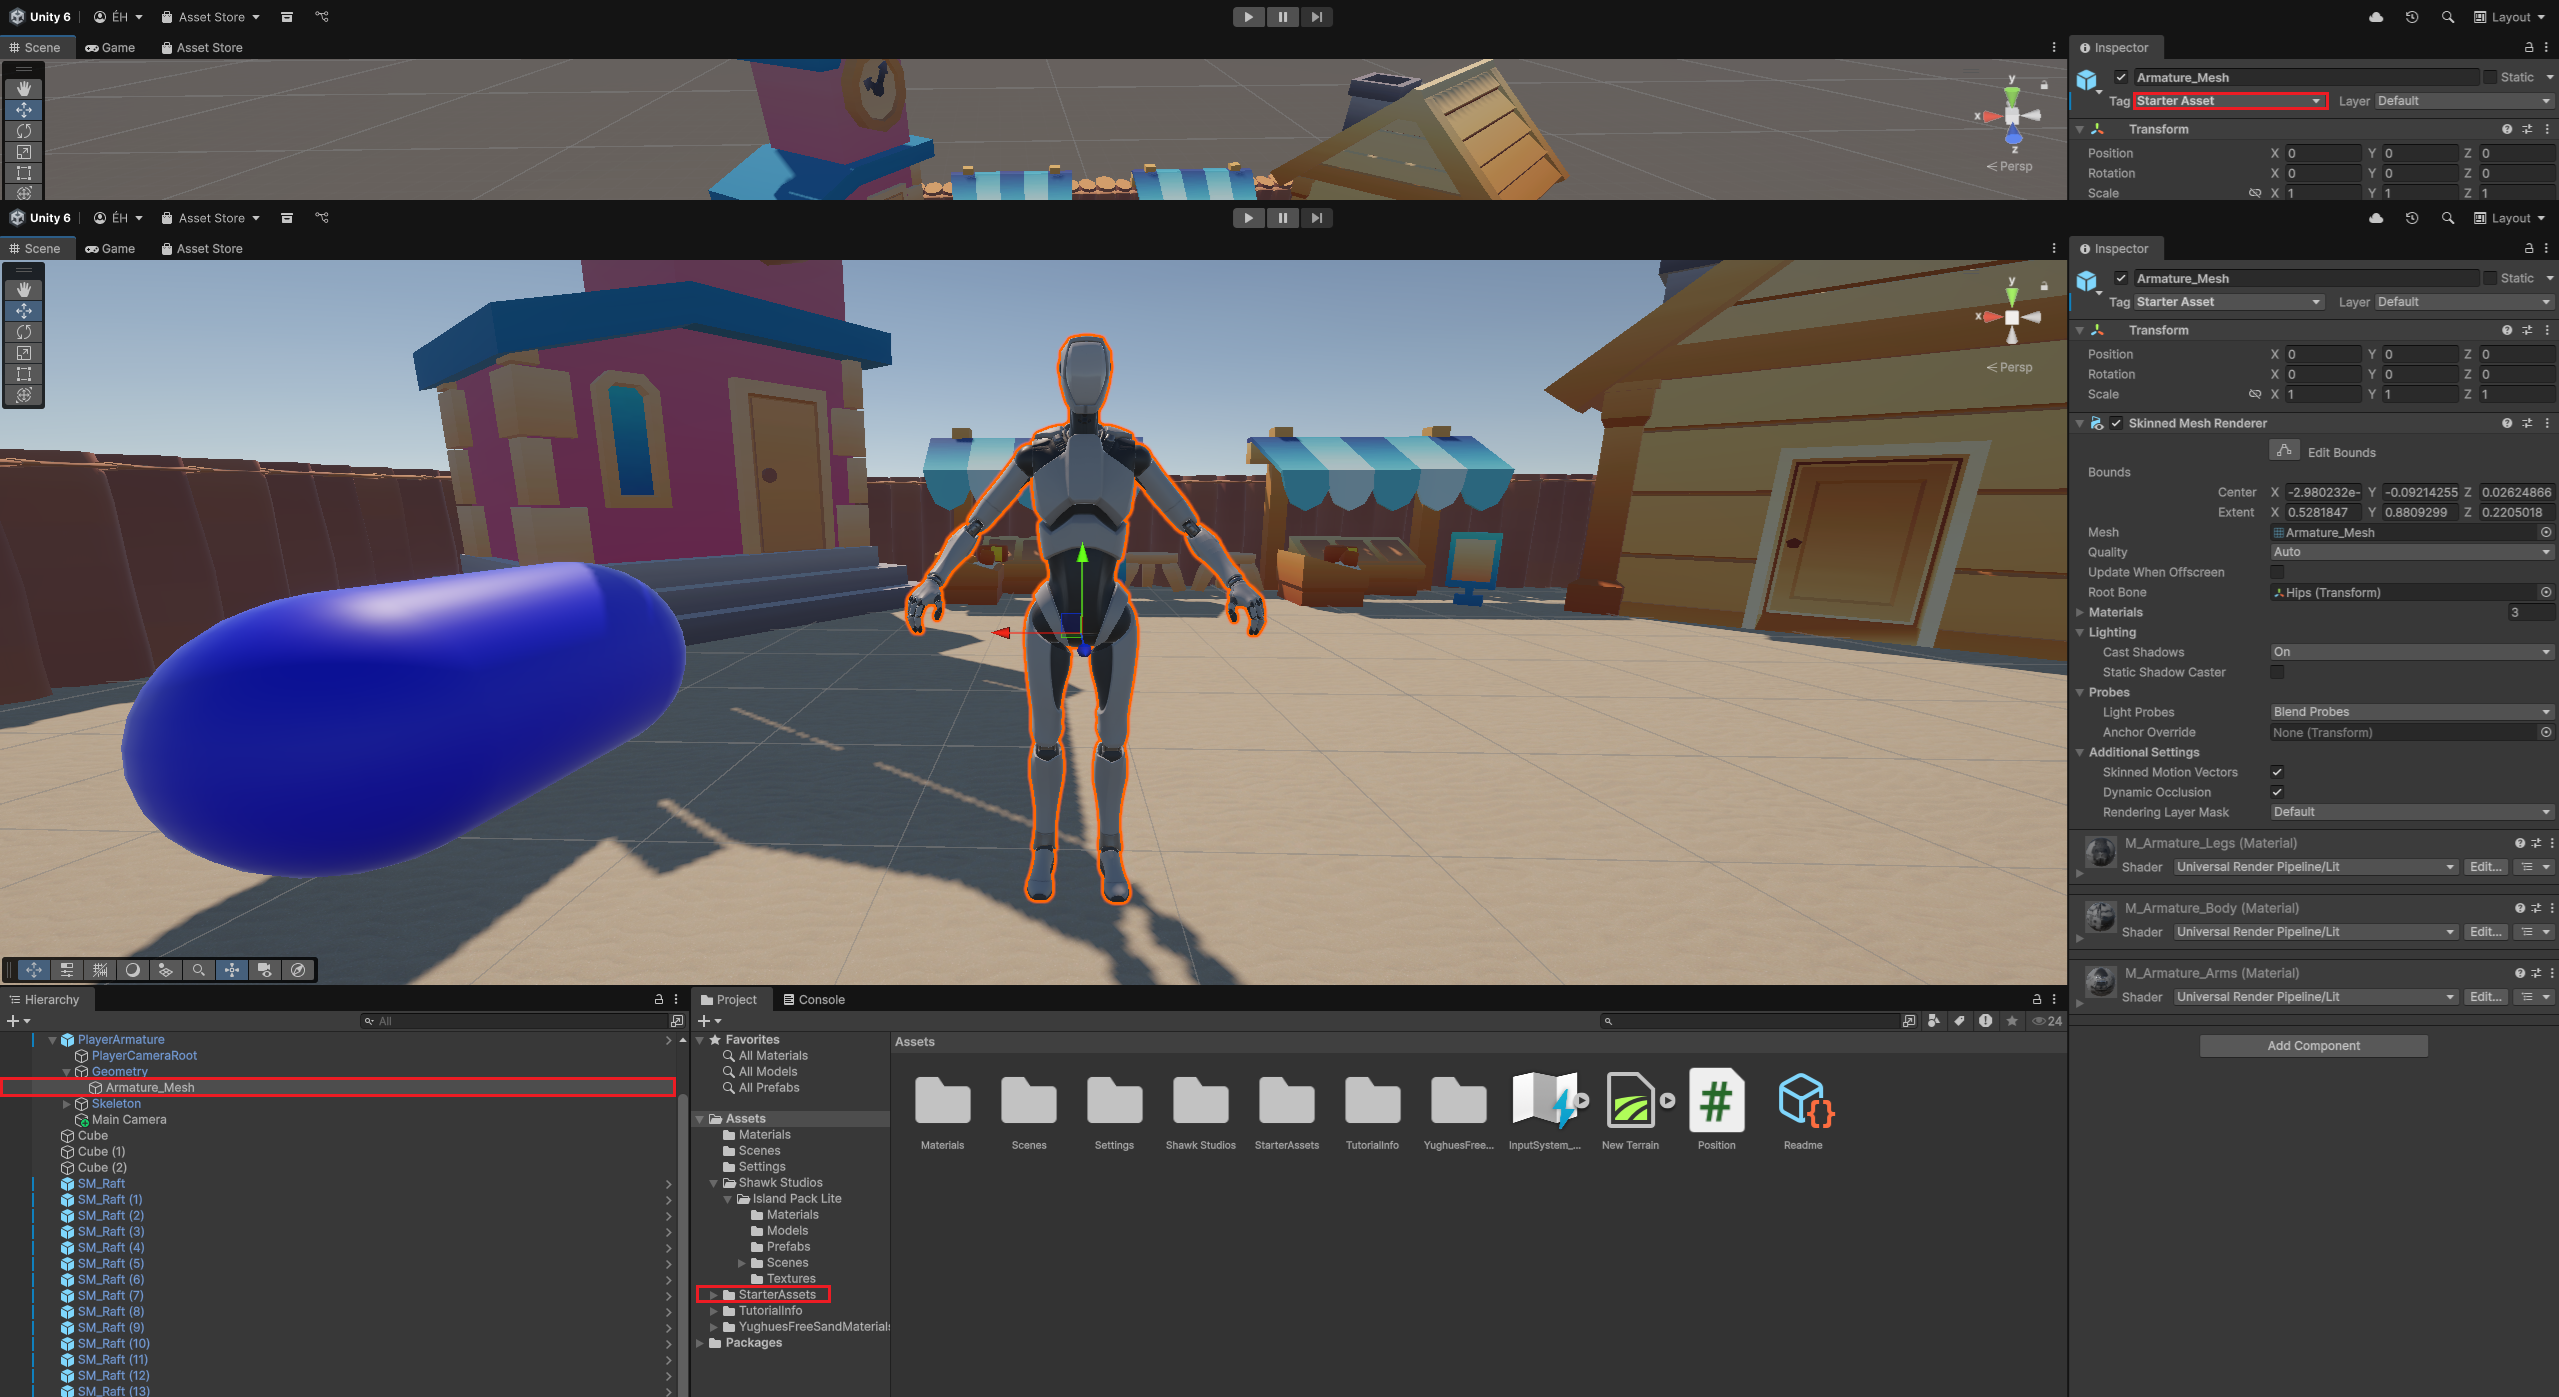 Unity 6 ÉH Asset Store Layout
Scene Game Asset Store Inspector
Armature_Mesh Static
Tag Starter Asset Layer Default
Transform
Position X 0 Y 0 Z 0
Rotation X 0 Y 0 Z 0
Scale X 1 Y 1 Z 1
y
x
z
Persp
Unity 6 ÉH Asset Store Layout
Scene Game Asset Store Inspector
y
x
Persp
Armature_Mesh Static
Tag Starter Asset Layer Default
Transform
Position X 0 Y 0 Z 0
Rotation X 0 Y 0 Z 0
Scale X 1 Y 1 Z 1
Skinned Mesh Renderer
Edit Bounds
Bounds
Center X -2.980232e- Y -0.09214255 Z 0.02624866
Extent X 0.5281847 Y 0.8809299 Z 0.2205018
Mesh Armature_Mesh
Quality Auto
Update When Offscreen
Root Bone Hips (Transform)
Materials 3
Lighting
Cast Shadows On
Static Shadow Caster
Probes
Light Probes Blend Probes
Anchor Override None (Transform)
Additional Settings
Skinned Motion Vectors
Dynamic Occlusion
Rendering Layer Mask Default
M_Armature_Legs (Material)
Shader Universal Render Pipeline/Lit Edit...
M_Armature_Body (Material)
Shader Universal Render Pipeline/Lit Edit...
M_Armature_Arms (Material)
Shader Universal Render Pipeline/Lit Edit...
Add Component
Hierarchy
All
PlayerArmature
PlayerCameraRoot
Geometry
Armature_Mesh
Skeleton
Main Camera
Cube
Cube (1)
Cube (2)
SM_Raft
SM_Raft (1)
SM_Raft (2)
SM_Raft (3)
SM_Raft (4)
SM_Raft (5)
SM_Raft (6)
SM_Raft (7)
SM_Raft (8)
SM_Raft (9)
SM_Raft (10)
SM_Raft (11)
SM_Raft (12)
SM_Raft (13)
Project Console
24
Favorites
All Materials
All Models
All Prefabs
Assets
Materials
Scenes
Settings
Shawk Studios
Island Pack Lite
Materials
Models
Prefabs
Scenes
Textures
StarterAssets
TutorialInfo
YughuesFreeSandMaterials
Packages
Assets
Materials Scenes Settings Shawk Studios StarterAssets TutorialInfo YughuesFree... InputSystem_... New Terrain Position Readme